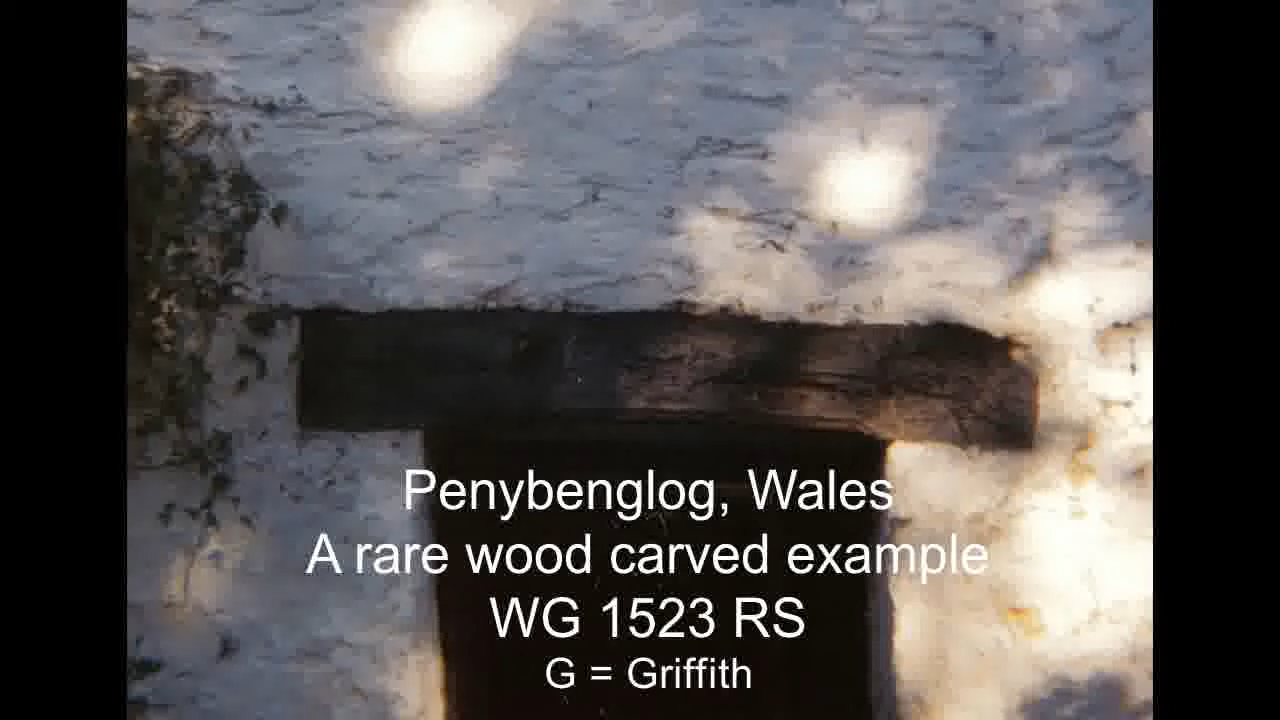 Penybenglog, Wales
A rare wood carved example
WG 1523 RS
G = Griffith